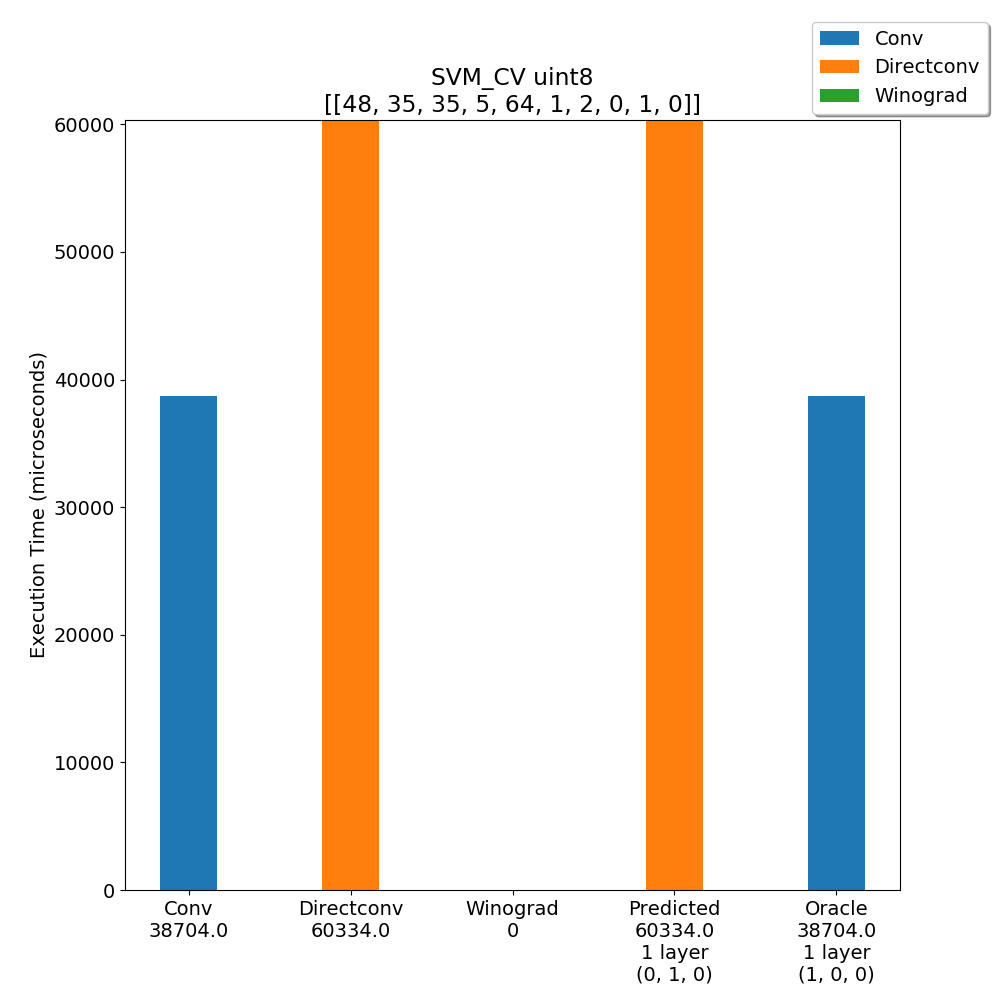 Conv
Directconv
Winograd
SVM_CV uint8
[[48, 35, 35, 5, 64, 1, 2, 0, 1, 0]]
Execution Time (microseconds)
60000
50000
40000
30000
20000
10000
0
Conv
38704.0
Directconv
60334.0
Winograd
0
Predicted
60334.0
1 layer
(0, 1, 0)
Oracle
38704.0
1 layer
(1, 0, 0)